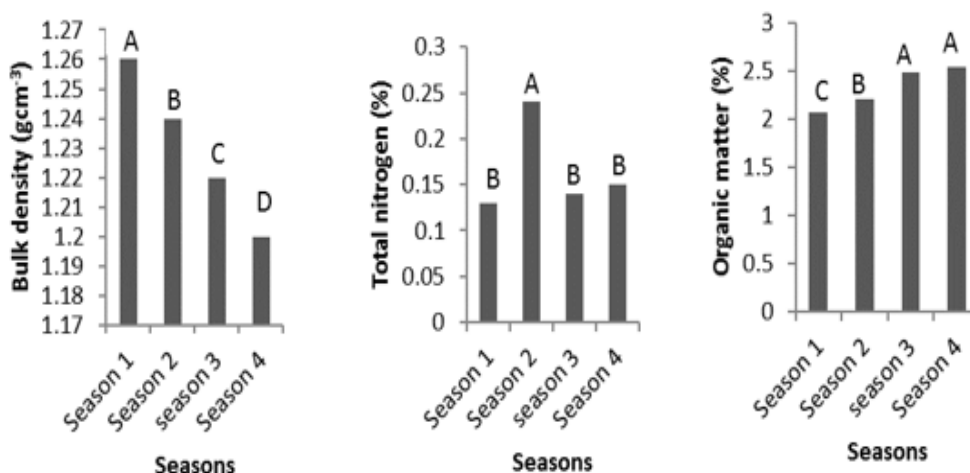 Bulk density (gcm-3)
1.27
1.26
1.25
1.24
1.23
1.22
1.21
1.2
1.19
1.18
1.17
A
B
C
D
Season 1
Season 2
season 3
Season 4
Seasons
Total nitrogen (%)
0.3
0.25
0.2
0.15
0.1
0.05
0
B
A
B
B
Season 1
Season 2
season 3
Season 4
Seasons
Organic matter (%)
3
2.5
2
1.5
1
0.5
0
C
B
A
A
Season 1
Season 2
season 3
Season 4
Seasons